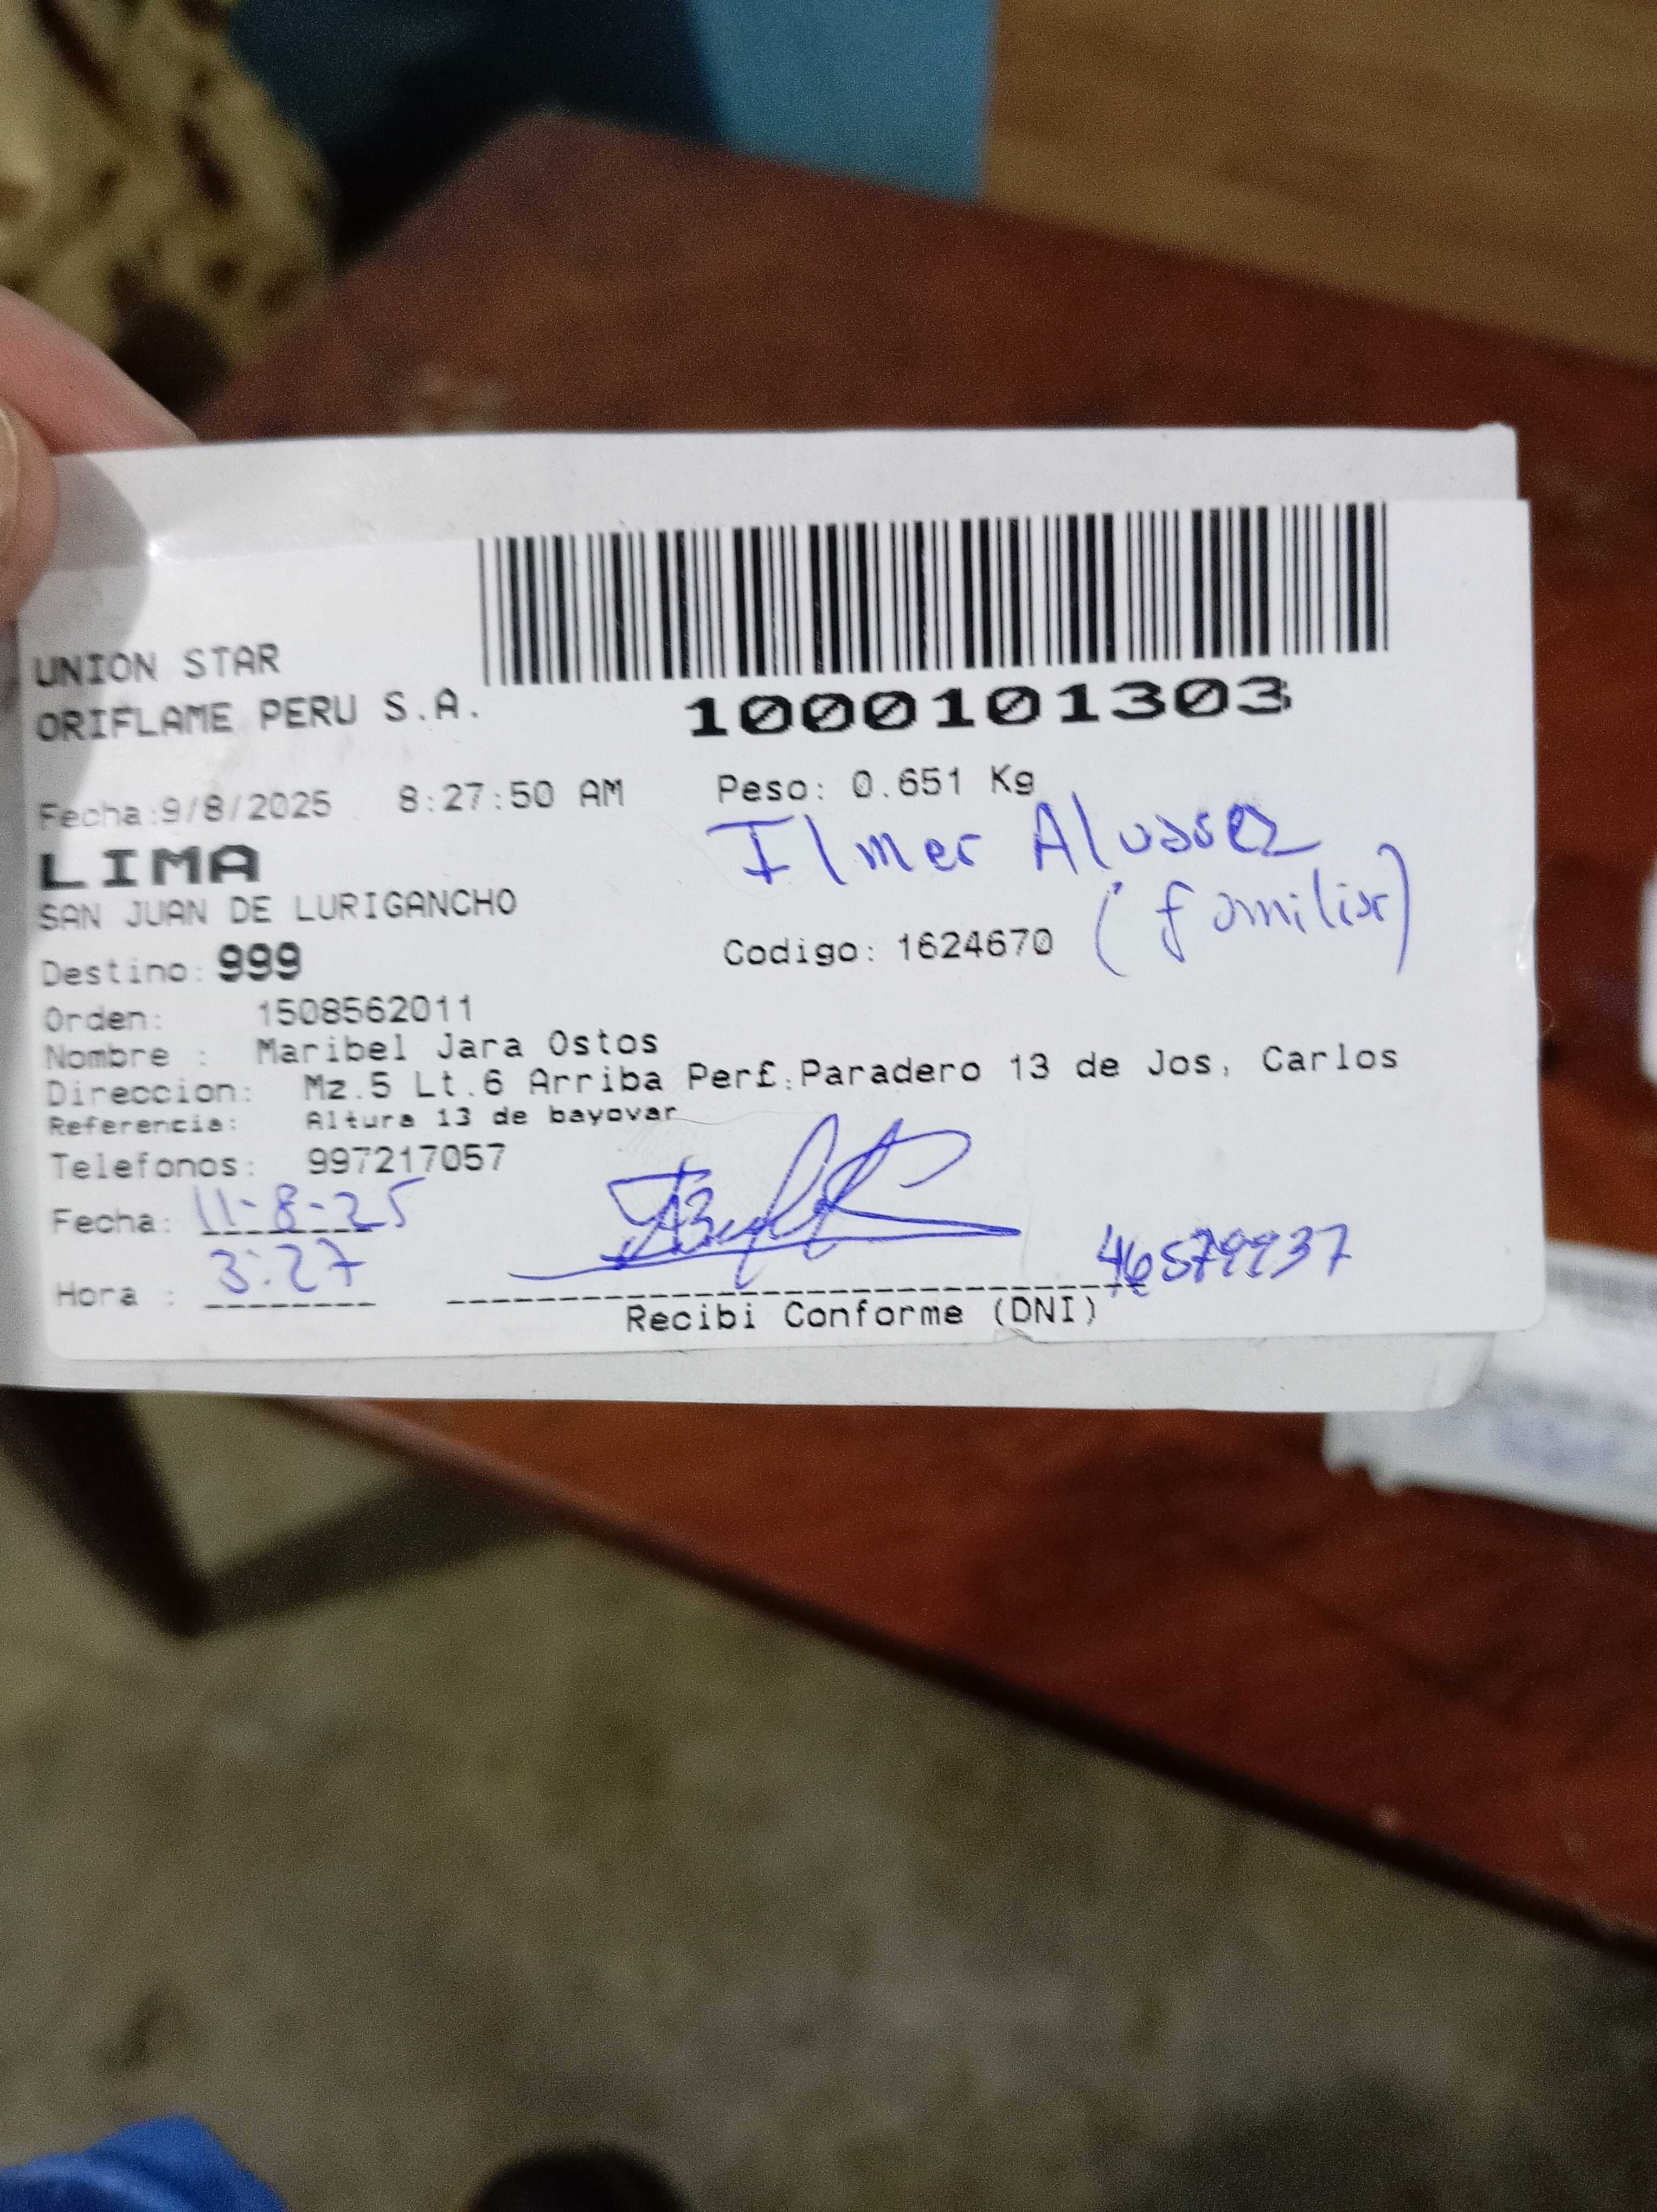 UNION STAR
ORIFLAME PERU S.A.
1000101303
Fecha:9/8/2025 8:27:50 AM Peso: 0.651 Kg
LIMA Ilmer Alvarez
SAN JUAN DE LURIGANCHO (familiar)
Destino: 999 Codigo: 1624670
Orden: 1508562011
Nombre : Maribel Jara Ostos
Direccion: Mz.5 Lt.6 Arriba Perf.Paradero 13 de Jos, Carlos
Referencia: Altura 13 de bayovar
Telefonos: 997217057
Fecha: 11-8-25
Hora : 3:27
Recibi Conforme (DNI)